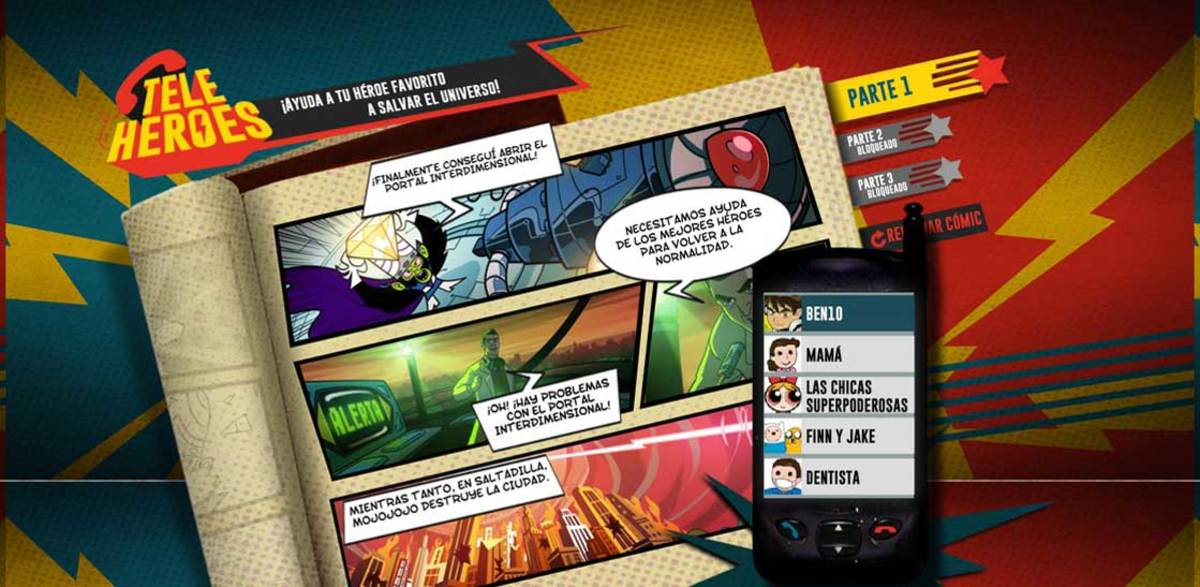 TELE
HEROES
¡AYUDA A TU HÉROE FAVORITO
A SALVAR EL UNIVERSO!
¡FINALMENTE CONSEGUÍ ABRIR EL
PORTAL INTERDIMENSIONAL!
NECESITAMOS AYUDA
DE LOS MEJORES HÉROES
PARA VOLVER A LA
NORMALIDAD.
ALERTA
¡OH! ¡HAY PROBLEMAS
CON EL PORTAL
INTERDIMENSIONAL!
MIENTRAS TANTO, EN SALTADILLA,
MOJOJOJO DESTRUYE LA CIUDAD.
PARTE 1
PARTE 2
BLOQUEADO
PARTE 3
BLOQUEADO
CÓMIC
BEN10
MAMÁ
LAS CHICAS
SUPERPODEROSAS
FINN Y JAKE
DENTISTA